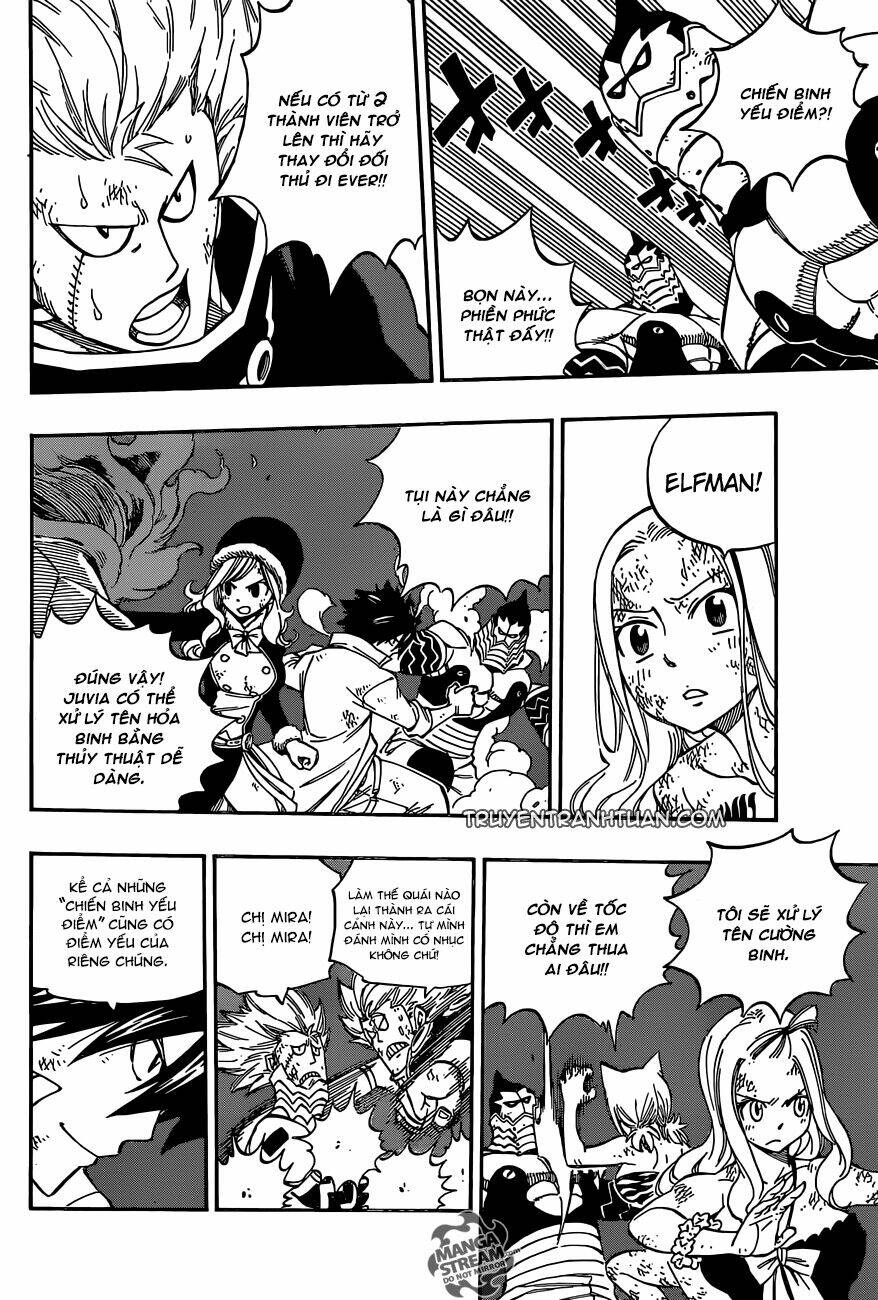 CHIẾN BINH
YẾU ĐIỂM?!
BỌN NÀY...
PHIỀN PHỨC
THẬT ĐẤY!!
NẾU CÓ TỪ 2
THÀNH VIÊN TRỞ
LÊN THÌ HÃY
THAY ĐỔI ĐỐI
THỦ ĐI EVER!!
ELFMAN!
TỤI NÀY CHẲNG
LÀ GÌ ĐÂU!!
ĐÚNG VẬY!
JUVIA CÓ THỂ
XỬ LÝ TÊN HỎA
BINH BẰNG
THỦY THUẬT DỄ
DÀNG.
TRUYENTRANHTUAN.COM
TÔI SẼ XỬ LÝ
TÊN CƯỜNG
BINH.
CÒN VỀ TỐC
ĐỘ THÌ EM
CHẲNG THUA
AI ĐÂU!!
LÀM THẾ QUÁI NÀO
LẠI THÀNH RA CÁI
CẢNH NÀY... TỰ MÌNH
ĐÁNH MÌNH CÓ NHỤC
KHÔNG CHỨ!
CHỊ MIRA!
CHỊ MIRA!
KỂ CẢ NHỮNG
"CHIẾN BINH YẾU
ĐIỂM" CŨNG CÓ
ĐIỂM YẾU CỦA
RIÊNG CHÚNG.
MANGA
STREAM.com
DO NOT MIRROR!